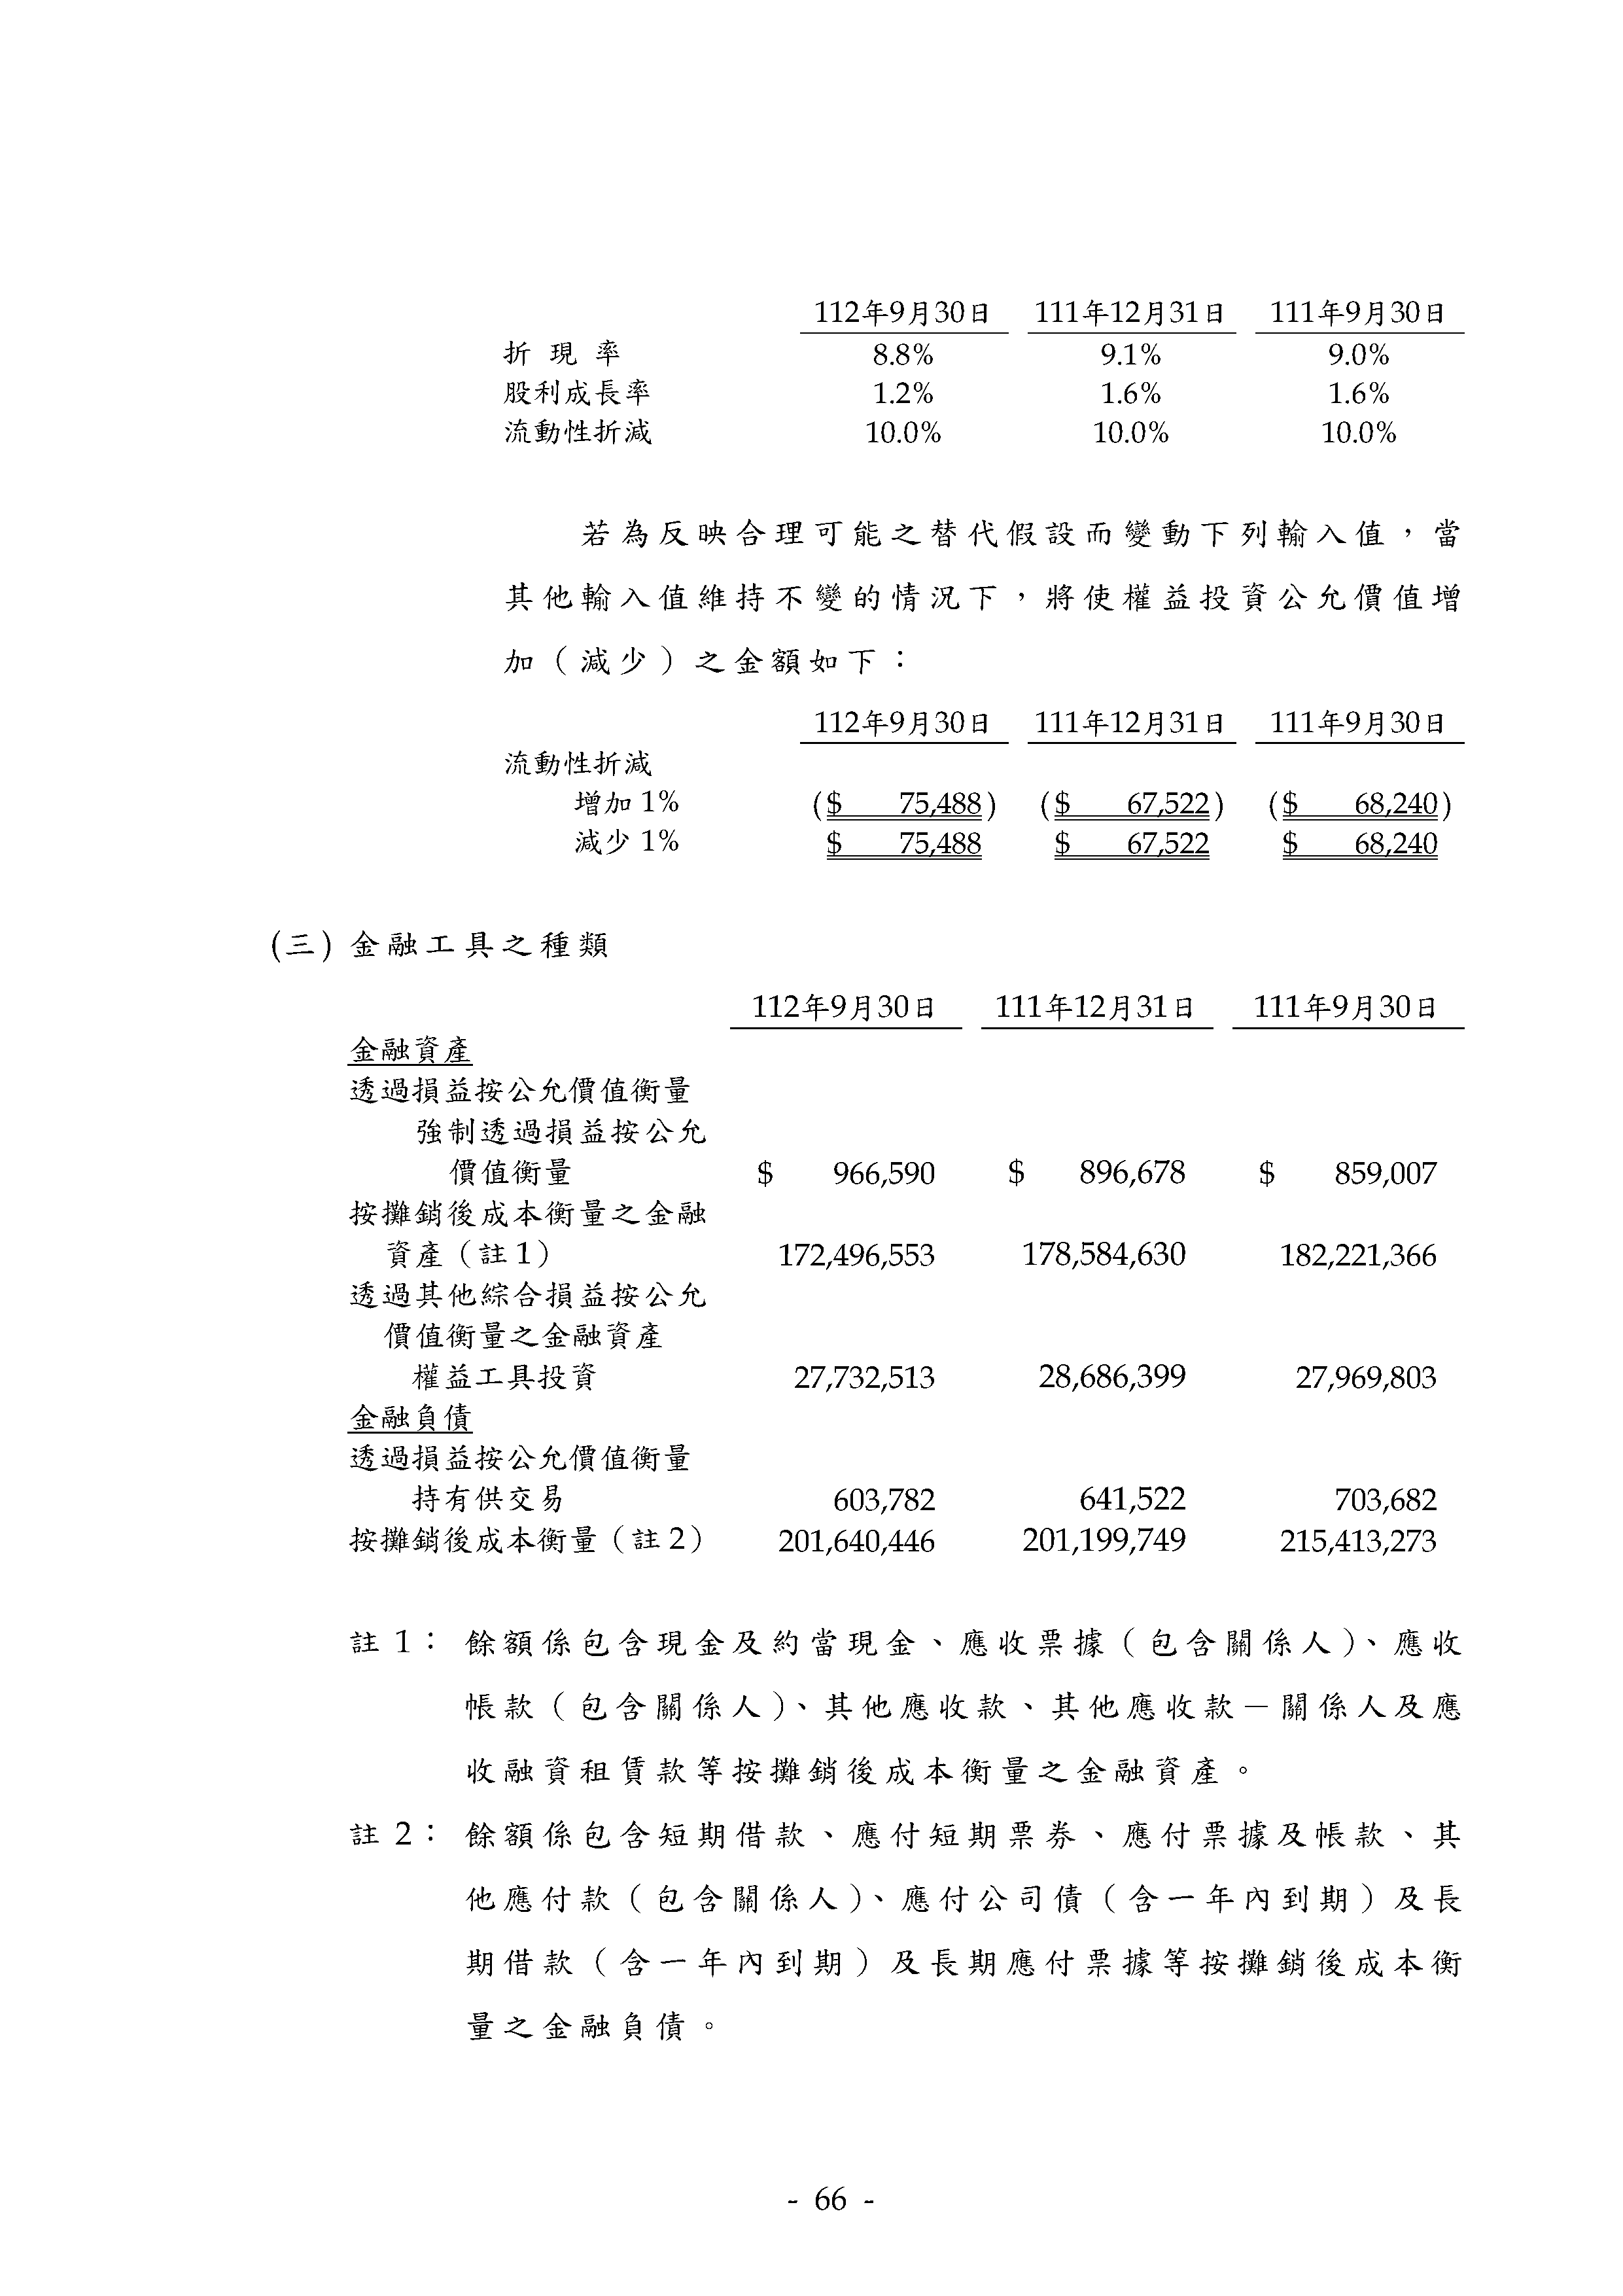 112年9月30日 111年12月31日 111年9月30日
折現率 8.8% 9.1% 9.0%
股利成長率 1.2% 1.6% 1.6%
流動性折減 10.0% 10.0% 10.0%
若為反映合理可能之替代假設而變動下列輸入值，當
其他輸入值維持不變的情況下，將使權益投資公允價值增
加（減少）之金額如下：
112年9月30日 111年12月31日 111年9月30日
流動性折減
增加1% ($ 75,488) ($ 67,522) ($ 68,240)
減少1% $ 75,488 $ 67,522 $ 68,240
(三) 金融工具之種類
112年9月30日 111年12月31日 111年9月30日
金融資產
透過損益按公允價值衡量
強制透過損益按公允
價值衡量 $ 966,590 $ 896,678 $ 859,007
按攤銷後成本衡量之金融
資產（註1） 172,496,553 178,584,630 182,221,366
透過其他綜合損益按公允
價值衡量之金融資產
權益工具投資 27,732,513 28,686,399 27,969,803
金融負債
透過損益按公允價值衡量
持有供交易 603,782 641,522 703,682
按攤銷後成本衡量（註2） 201,640,446 201,199,749 215,413,273
註1： 餘額係包含現金及約當現金、應收票據（包含關係人）、應收
帳款（包含關係人）、其他應收款、其他應收款－關係人及應
收融資租賃款等按攤銷後成本衡量之金融資產。
註2： 餘額係包含短期借款、應付短期票券、應付票據及帳款、其
他應付款（包含關係人）、應付公司債（含一年內到期）及長
期借款（含一年內到期）及長期應付票據等按攤銷後成本衡
量之金融負債。
- 66 -